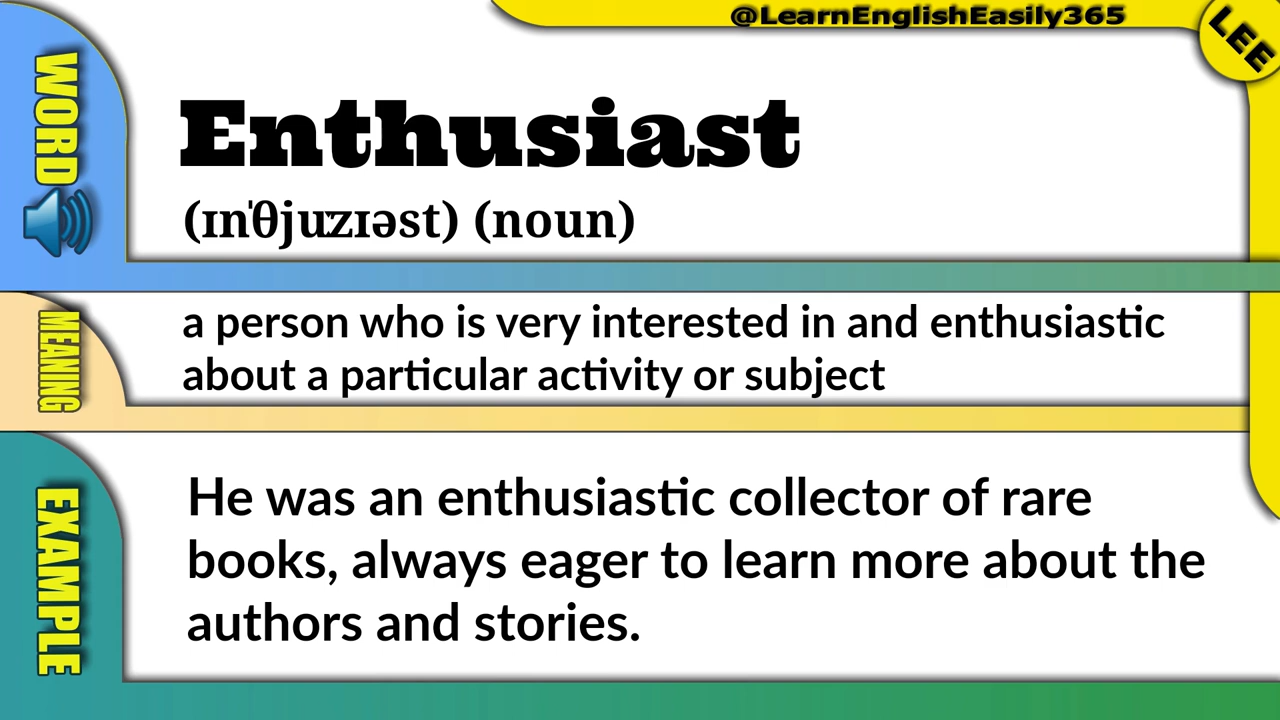 @LearnEnglishEasily365
LEE
WORD
Enthusiast
(ɪnˈθjuːzɪəst) (noun)
MEANING
a person who is very interested in and enthusiastic
about a particular activity or subject
EXAMPLE
He was an enthusiastic collector of rare
books, always eager to learn more about the
authors and stories.